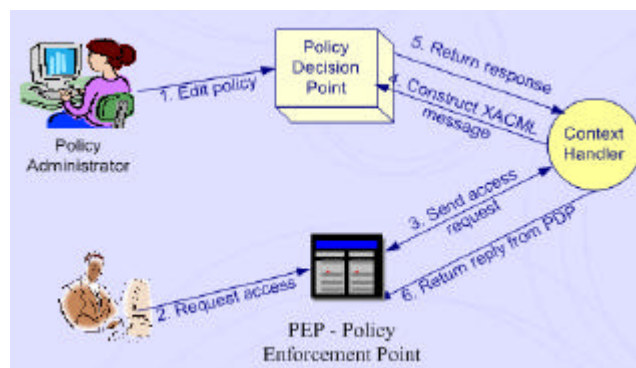 Policy
Decision
Point
5. Return response
4. Construct XACML
message
1. Edit policy
Policy
Administrator
Context
Handler
3. Send access
request
2. Request access
6. Return reply from PDP
PEP - Policy
Enforcement Point